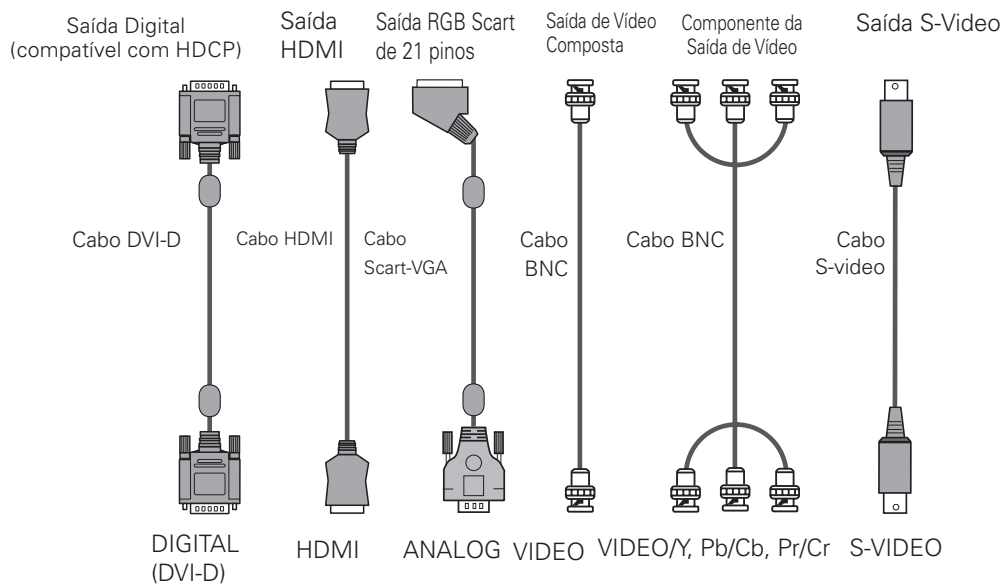 Saída Digital
(compatível com HDCP)
Saída
HDMI
Saída RGB Scart
de 21 pinos
Saída de Vídeo
Composta
Componente da
Saída de Vídeo
Saída S-Video
Cabo DVI-D
Cabo HDMI
Cabo
Scart-VGA
Cabo
BNC
Cabo BNC
Cabo
S-video
DIGITAL
(DVI-D)
HDMI
ANALOG
VIDEO
VIDEO/Y, Pb/Cb, Pr/Cr
S-VIDEO